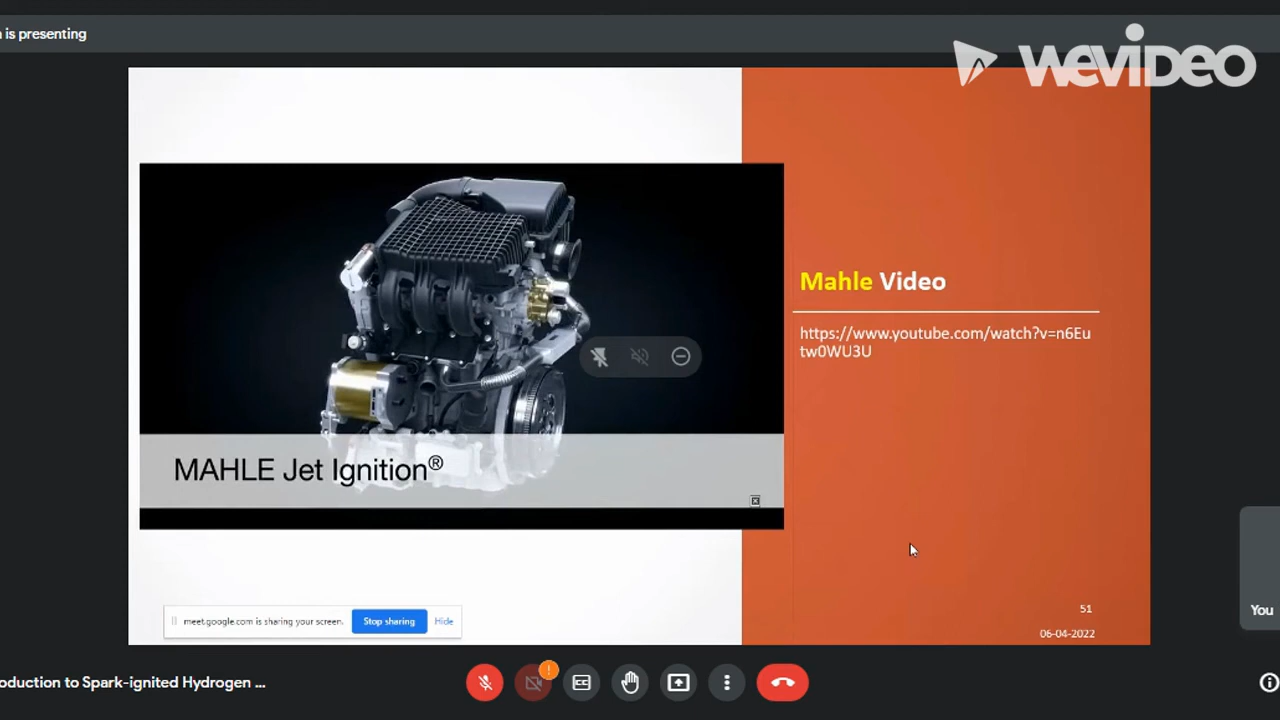 is presenting
WEVIDEO
Mahle Video
https://www.youtube.com/watch?v=n6Eu
tw0WU3U
MAHLE Jet Ignition®
51
06-04-2022
meet.google.com is sharing your screen. Stop sharing Hide
You
oduction to Spark-ignited Hydrogen ...